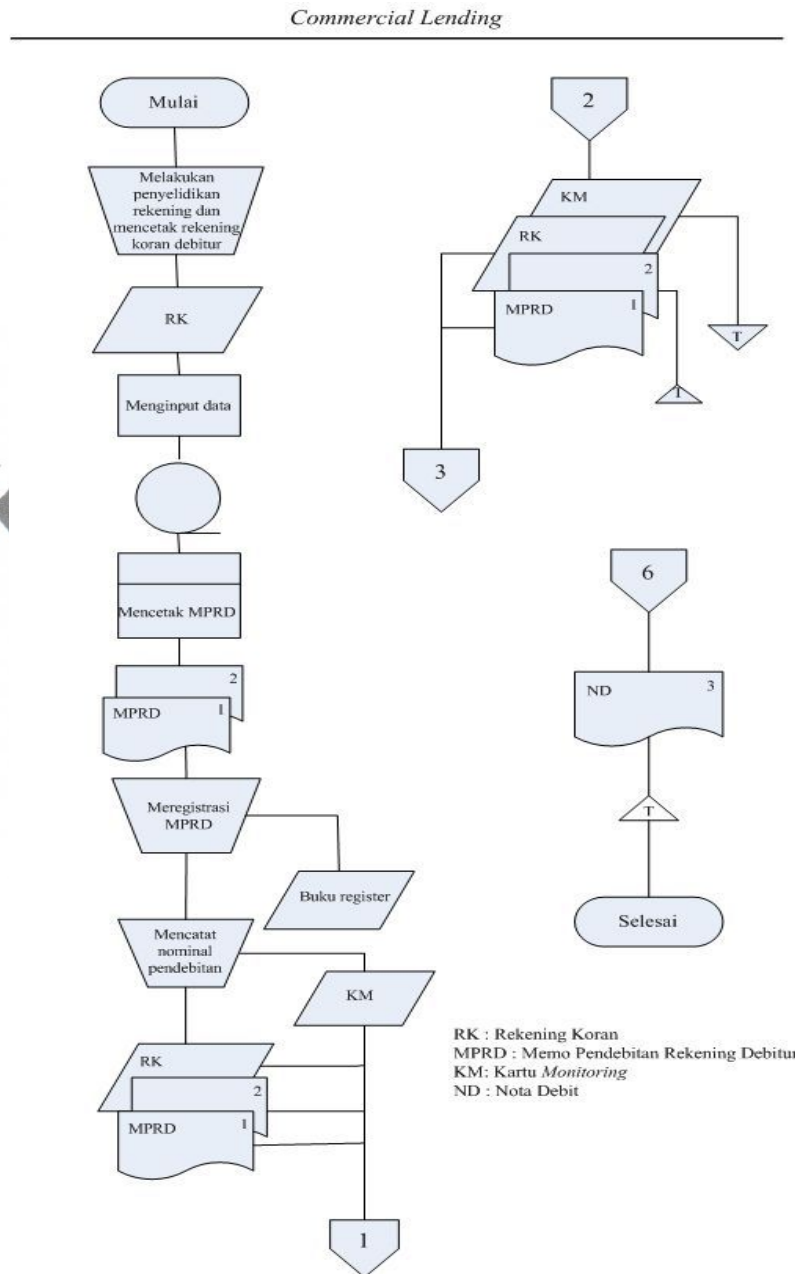 Commercial Lending
Mulai
Melakukan
penyelidikan
rekening dan
mencetak rekening
koran debitur
RK
Menginput data
Mencetak MPRD
2
MPRD 1
Meregistrasi
MPRD
Buku register
Mencatat
nominal
pendebitan
KM
RK
2
MPRD 1
1
2
KM
RK
2
MPRD 1
T
T
3
6
ND 3
T
Selesai
RK : Rekening Koran
MPRD : Memo Pendebitan Rekening Debitur
KM: Kartu Monitoring
ND : Nota Debit